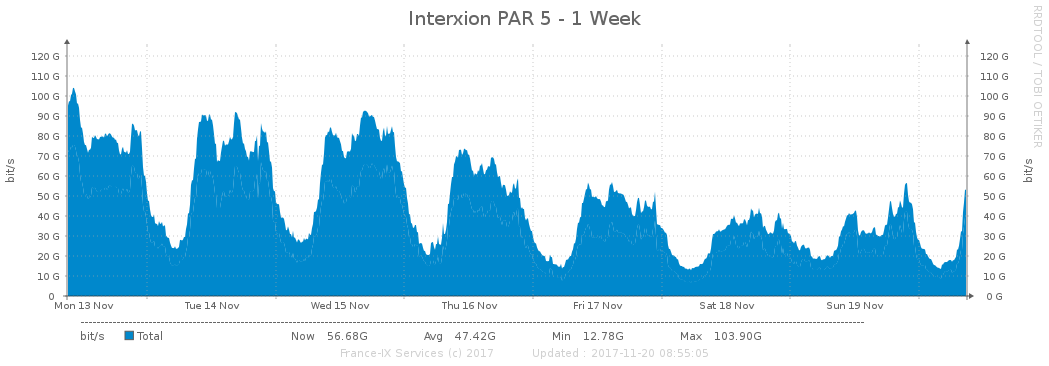 Interxion PAR 5 - 1 Week
RRDTOOL / TOBI OETIKER
bit/s
120 G 120 G
110 G 110 G
100 G 100 G
90 G 90 G
80 G 80 G
70 G 70 G
60 G 60 G
50 G 50 G
40 G 40 G
30 G 30 G
20 G 20 G
10 G 10 G
0 0 G
bit/s
Mon 13 Nov Tue 14 Nov Wed 15 Nov Thu 16 Nov Fri 17 Nov Sat 18 Nov Sun 19 Nov
bit/s Total Now 56.68G Avg 47.42G Min 12.78G Max 103.90G
France-IX Services (c) 2017 Updated : 2017-11-20 08:55:05